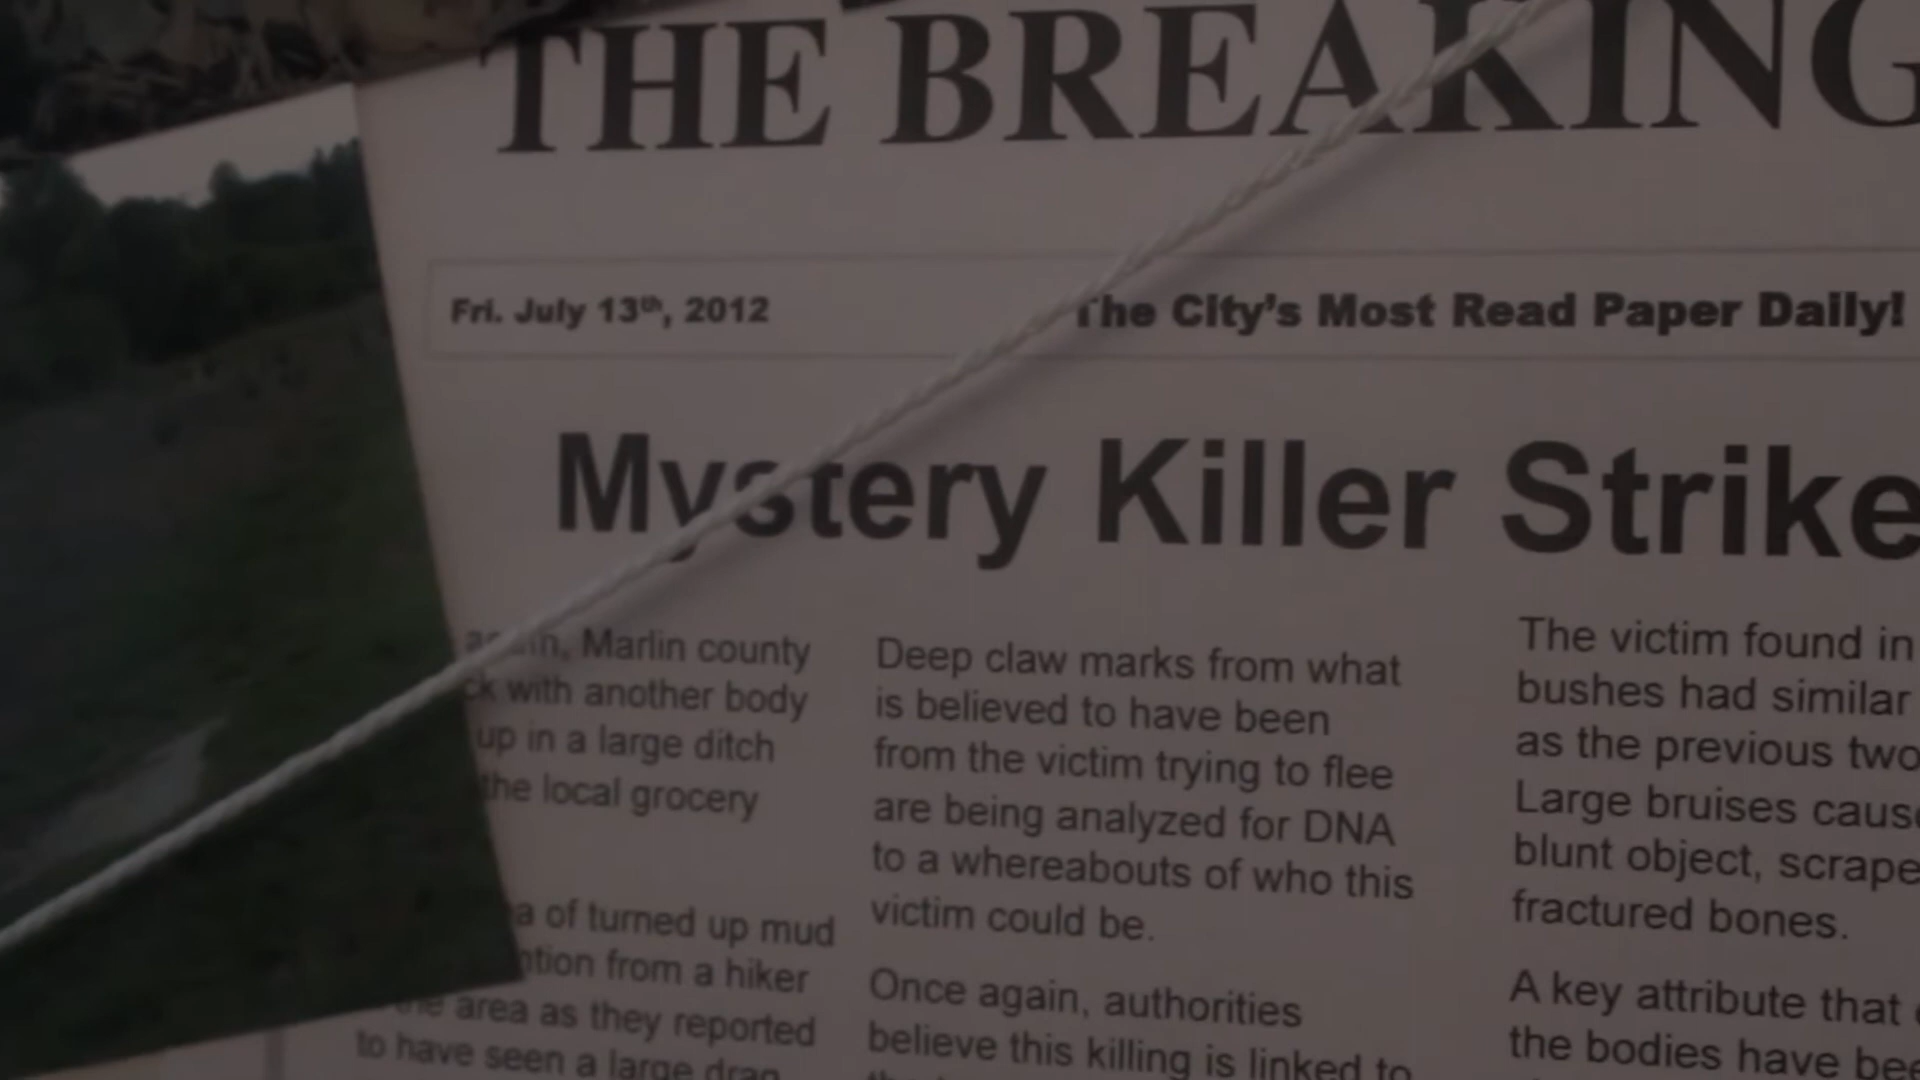 THE BREAKING
Fri. July 13th, 2012
The City's Most Read Paper Daily!
Mystery Killer Strike
Marlin county
with another body
up in a large ditch
the local grocery
a of turned up mud
from a hiker
area as they reported
to have seen a large drag
Deep claw marks from what
is believed to have been
from the victim trying to flee
are being analyzed for DNA
to a whereabouts of who this
victim could be.
Once again, authorities
believe this killing is linked to
The victim found in
bushes had similar
as the previous two
Large bruises cause
blunt object, scrape
fractured bones.
A key attribute that
the bodies have bee